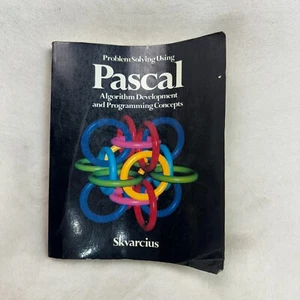 Problem Solving Using
Pascal
Algorithm Development
and Programming Concepts
Skvarcius